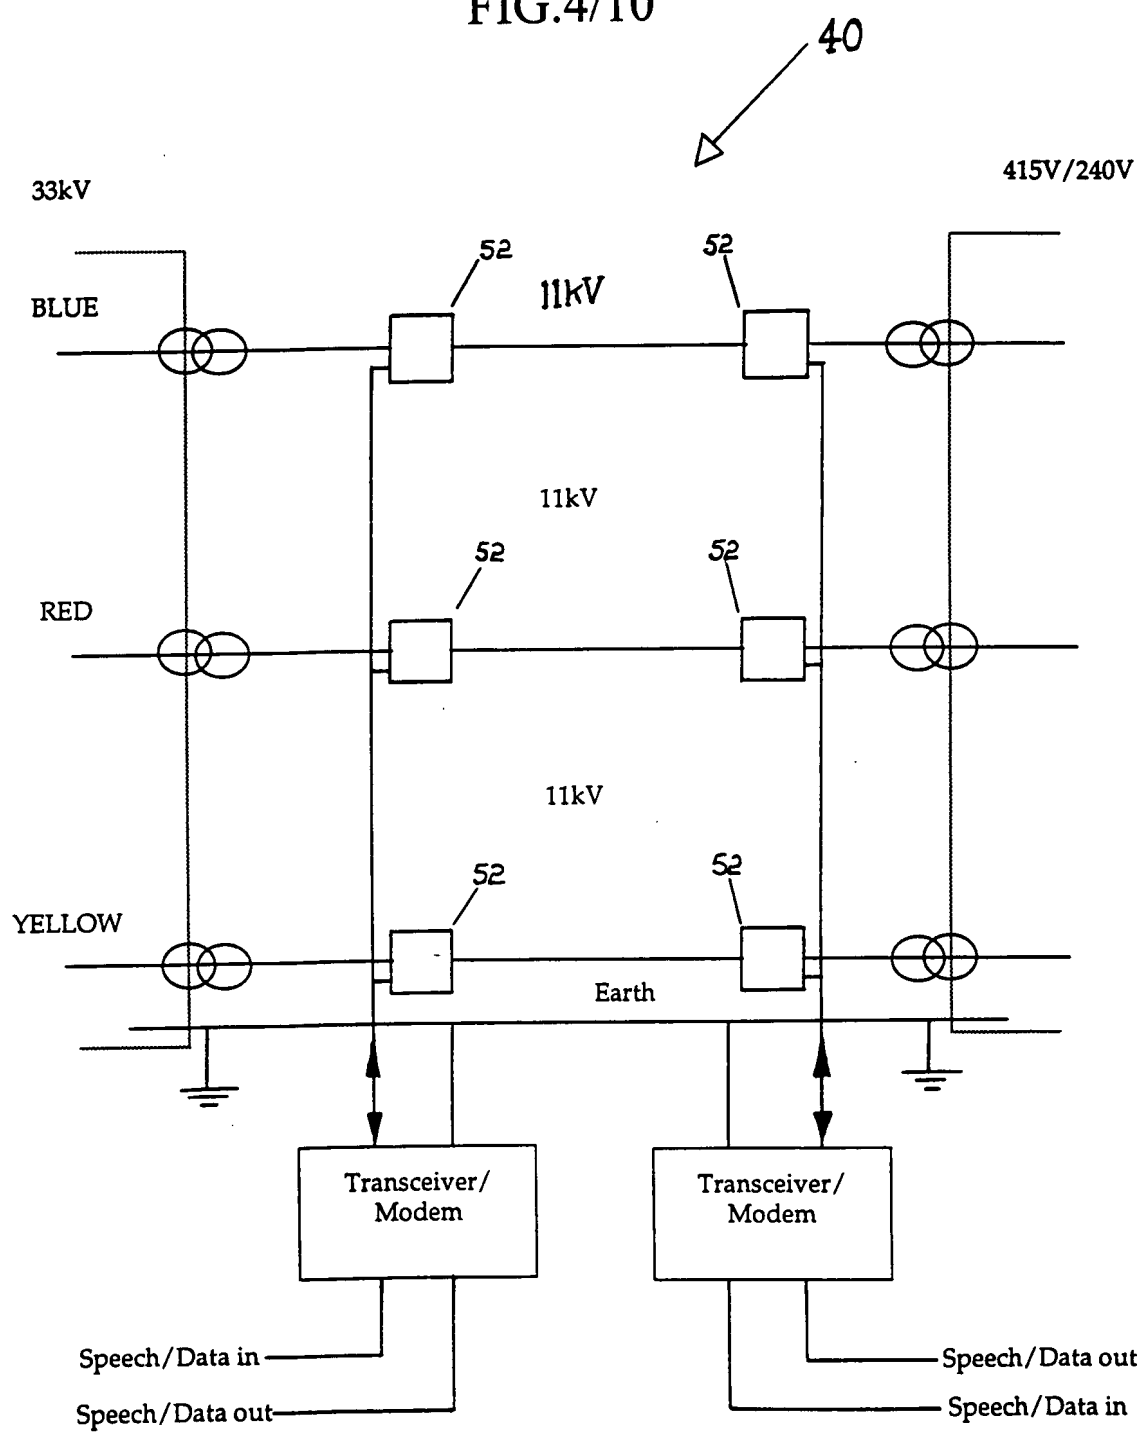 FIG.4/10
40
33kV
415V/240V
52
52
11kV
BLUE
11kV
52
52
RED
11kV
52
52
YELLOW
Earth
Transceiver/
Modem
Transceiver/
Modem
Speech/Data in
Speech/Data out
Speech/Data out
Speech/Data in